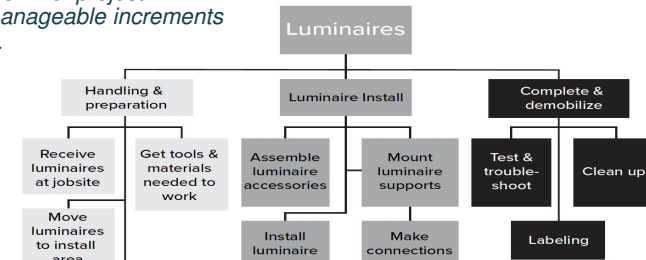 anageable increments
Luminaires
Handling &
preparation
Luminaire Install
Complete &
demobilize
Receive
luminaires
at jobsite
Get tools &
materials
needed to
work
Assemble
luminaire
accessories
Mount
luminaire
supports
Test &
trouble-
shoot
Clean up
Move
luminaires
to install
area
Install
luminaire
Make
connections
Labeling